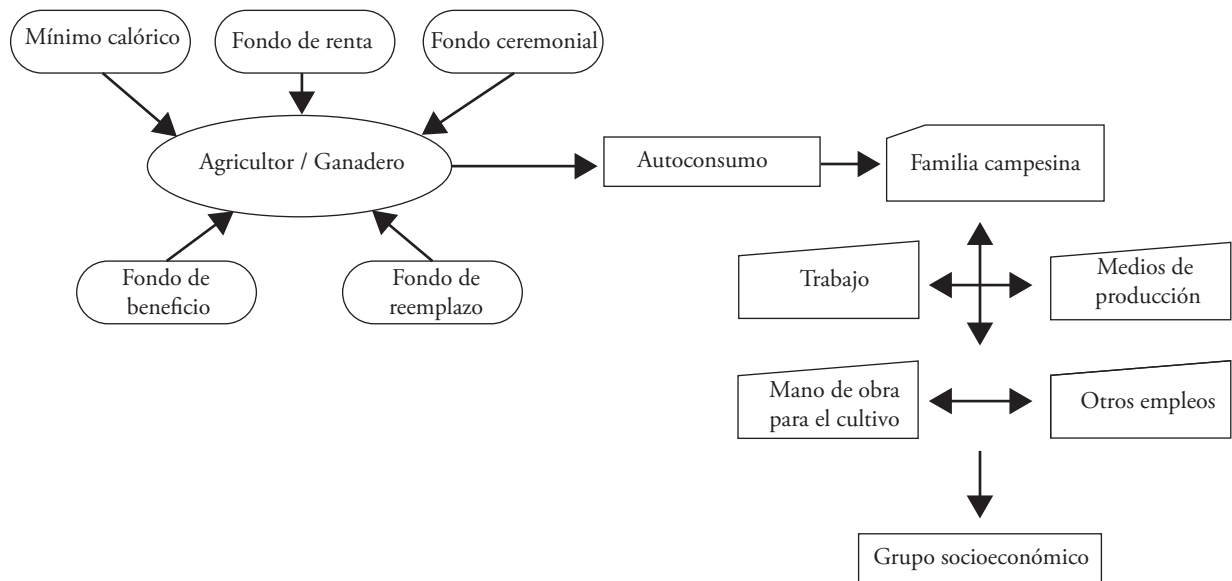 Mínimo calórico
Fondo de renta
Fondo ceremonial
Agricultor / Ganadero
Autoconsumo
Familia campesina
Fondo de
beneficio
Fondo de
reemplazo
Trabajo
Medios de
producción
Mano de obra
para el cultivo
Otros empleos
Grupo socioeconómico